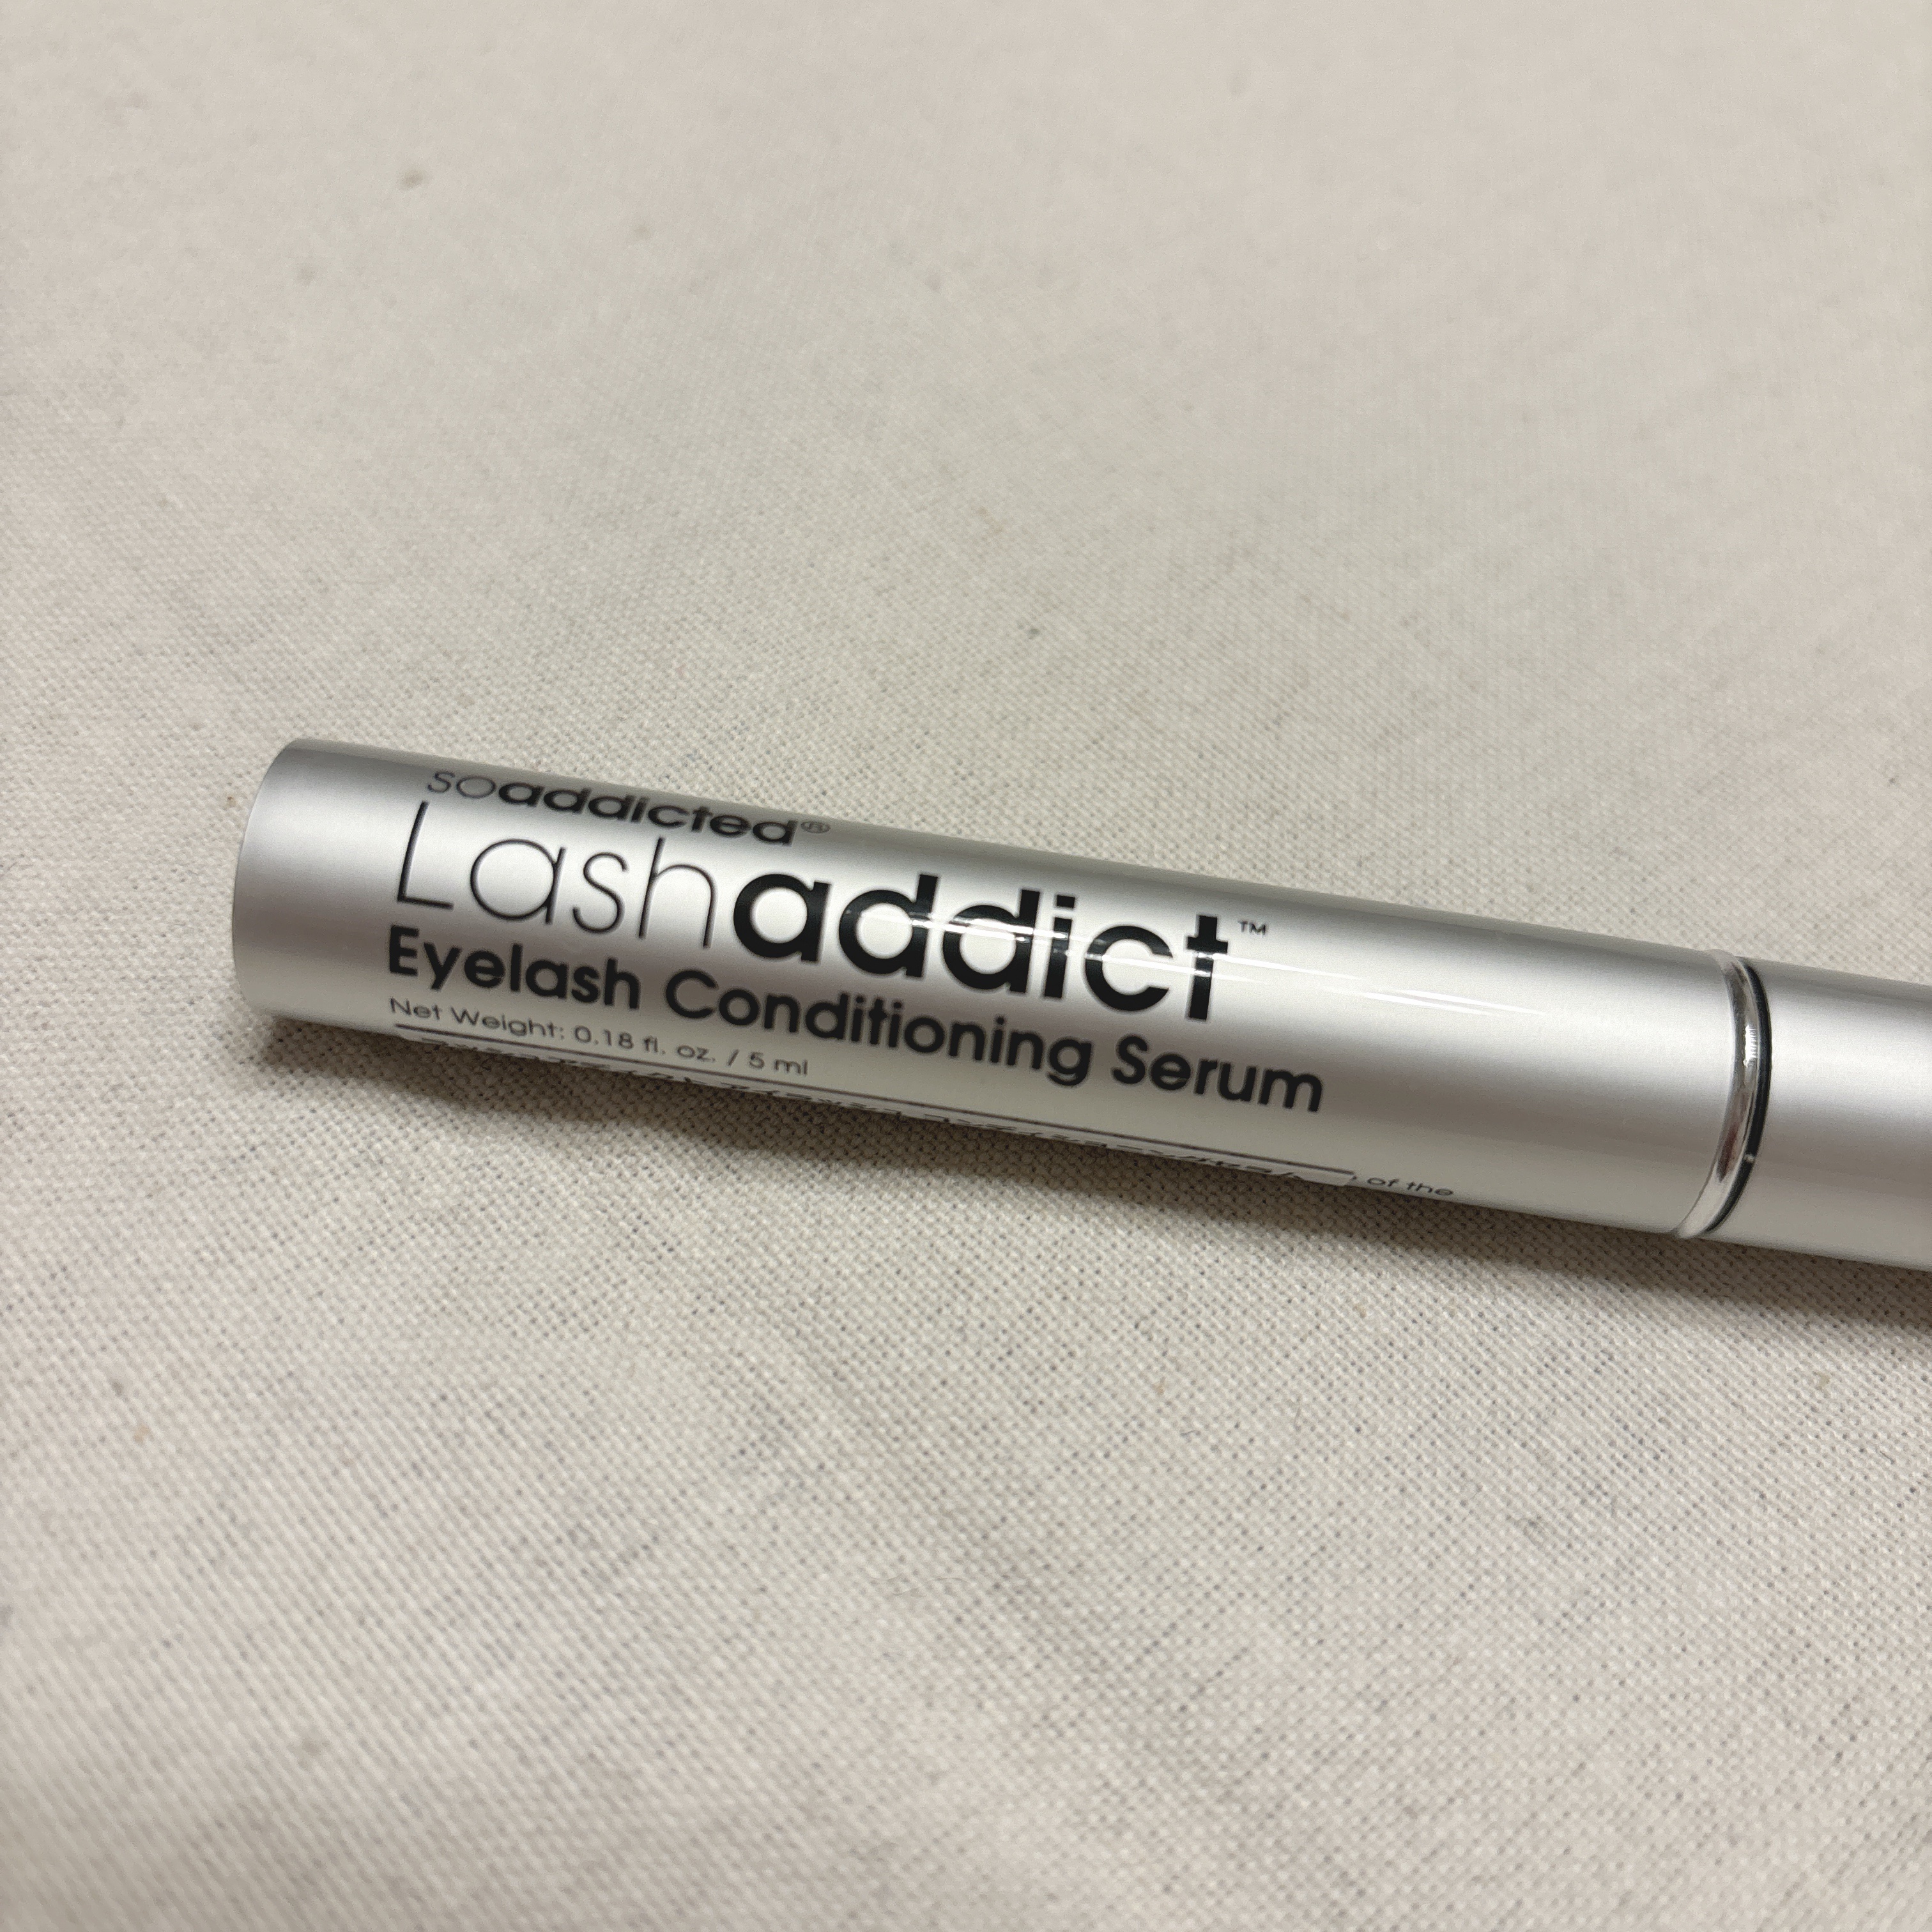 soaddicted®
Lashaddict™
Eyelash Conditioning Serum
Net Weight: 0.18 fl. oz. / 5 ml
of the